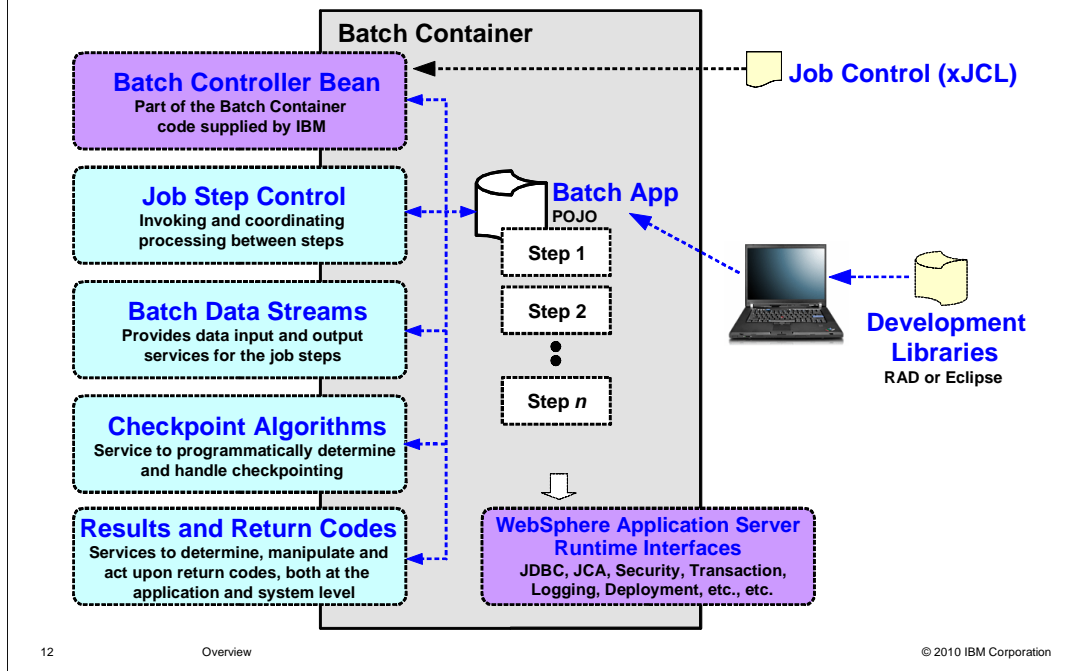 Batch Container
Batch Controller Bean
Part of the Batch Container
code supplied by IBM
Job Control (xJCL)
Job Step Control
Invoking and coordinating
processing between steps
Batch App
POJO
Step 1
Step 2
Step n
Batch Data Streams
Provides data input and output
services for the job steps
Development
Libraries
RAD or Eclipse
Checkpoint Algorithms
Service to programmatically determine
and handle checkpointing
Results and Return Codes
Services to determine, manipulate and
act upon return codes, both at the
application and system level
WebSphere Application Server
Runtime Interfaces
JDBC, JCA, Security, Transaction,
Logging, Deployment, etc., etc.
12
Overview
© 2010 IBM Corporation